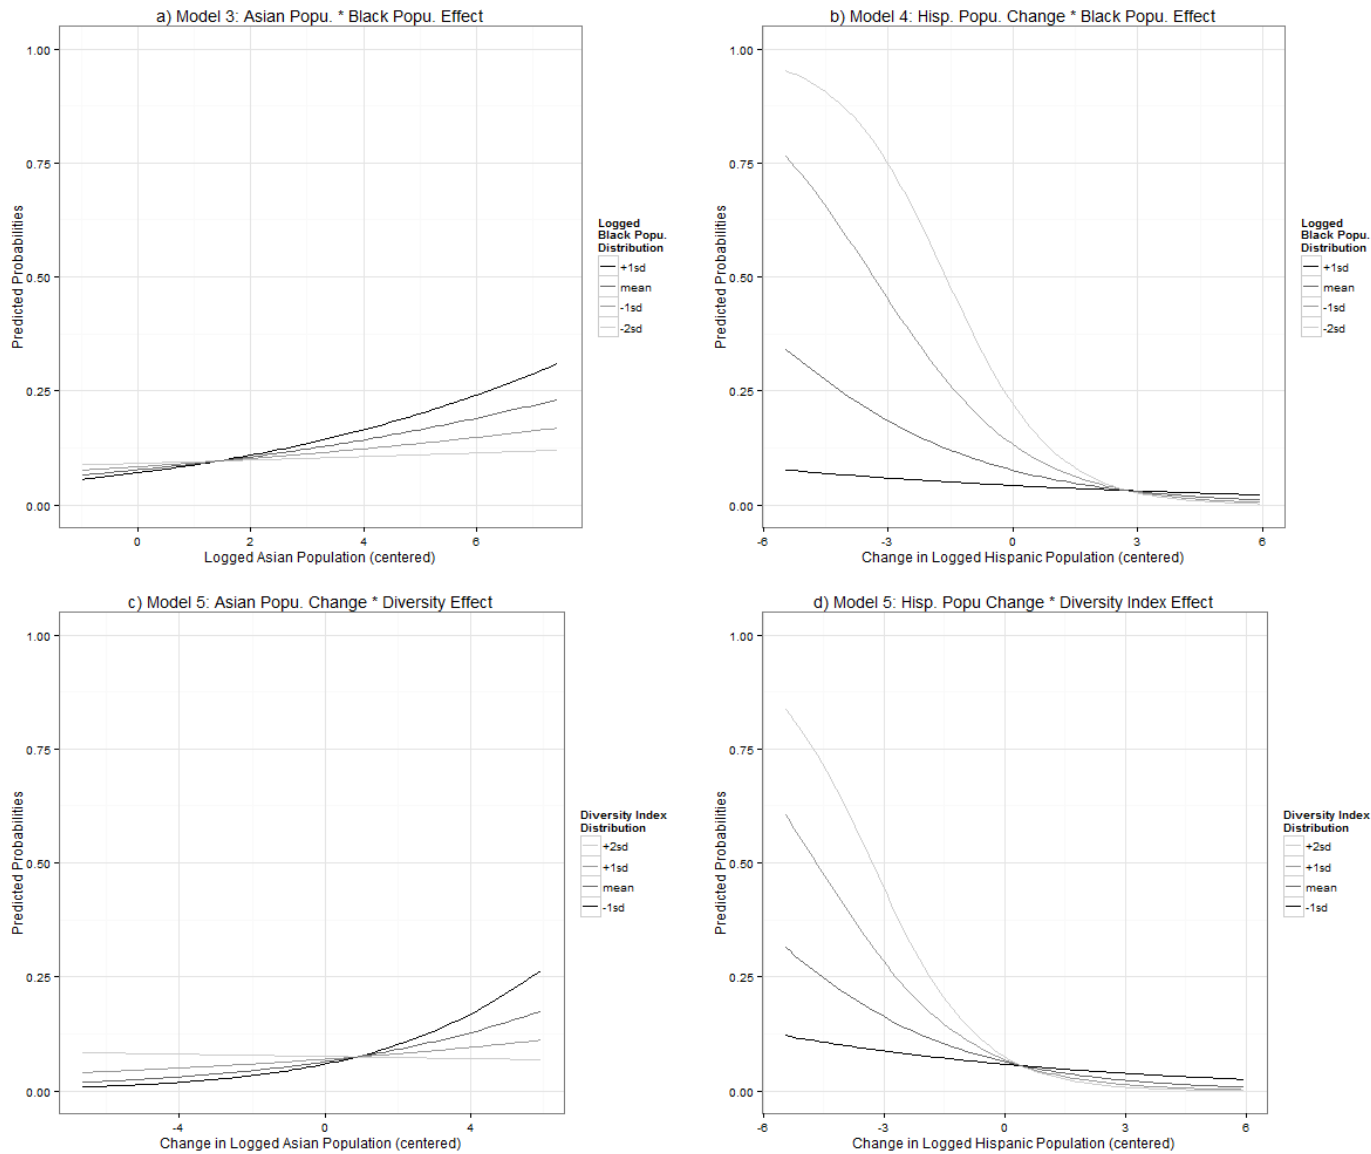 a) Model 3: Asian Popu. * Black Popu. Effect
1.00
0.75
0.50
0.25
0.00
Predicted Probabilities
0
2
4
6
Logged Asian Population (centered)
Logged
Black Popu.
Distribution
+1sd
mean
-1sd
-2sd
b) Model 4: Hisp. Popu. Change * Black Popu. Effect
1.00
0.75
0.50
0.25
0.00
Predicted Probabilities
-6
-3
0
3
6
Change in Logged Hispanic Population (centered)
Logged
Black Popu.
Distribution
+1sd
mean
-1sd
-2sd
c) Model 5: Asian Popu. Change * Diversity Effect
1.00
0.75
0.50
0.25
0.00
Predicted Probabilities
-4
0
4
Change in Logged Asian Population (centered)
Diversity Index
Distribution
+2sd
+1sd
mean
-1sd
d) Model 5: Hisp. Popu Change * Diversity Index Effect
1.00
0.75
0.50
0.25
0.00
Predicted Probabilities
-6
-3
0
3
6
Change in Logged Hispanic Population (centered)
Diversity Index
Distribution
+2sd
+1sd
mean
-1sd